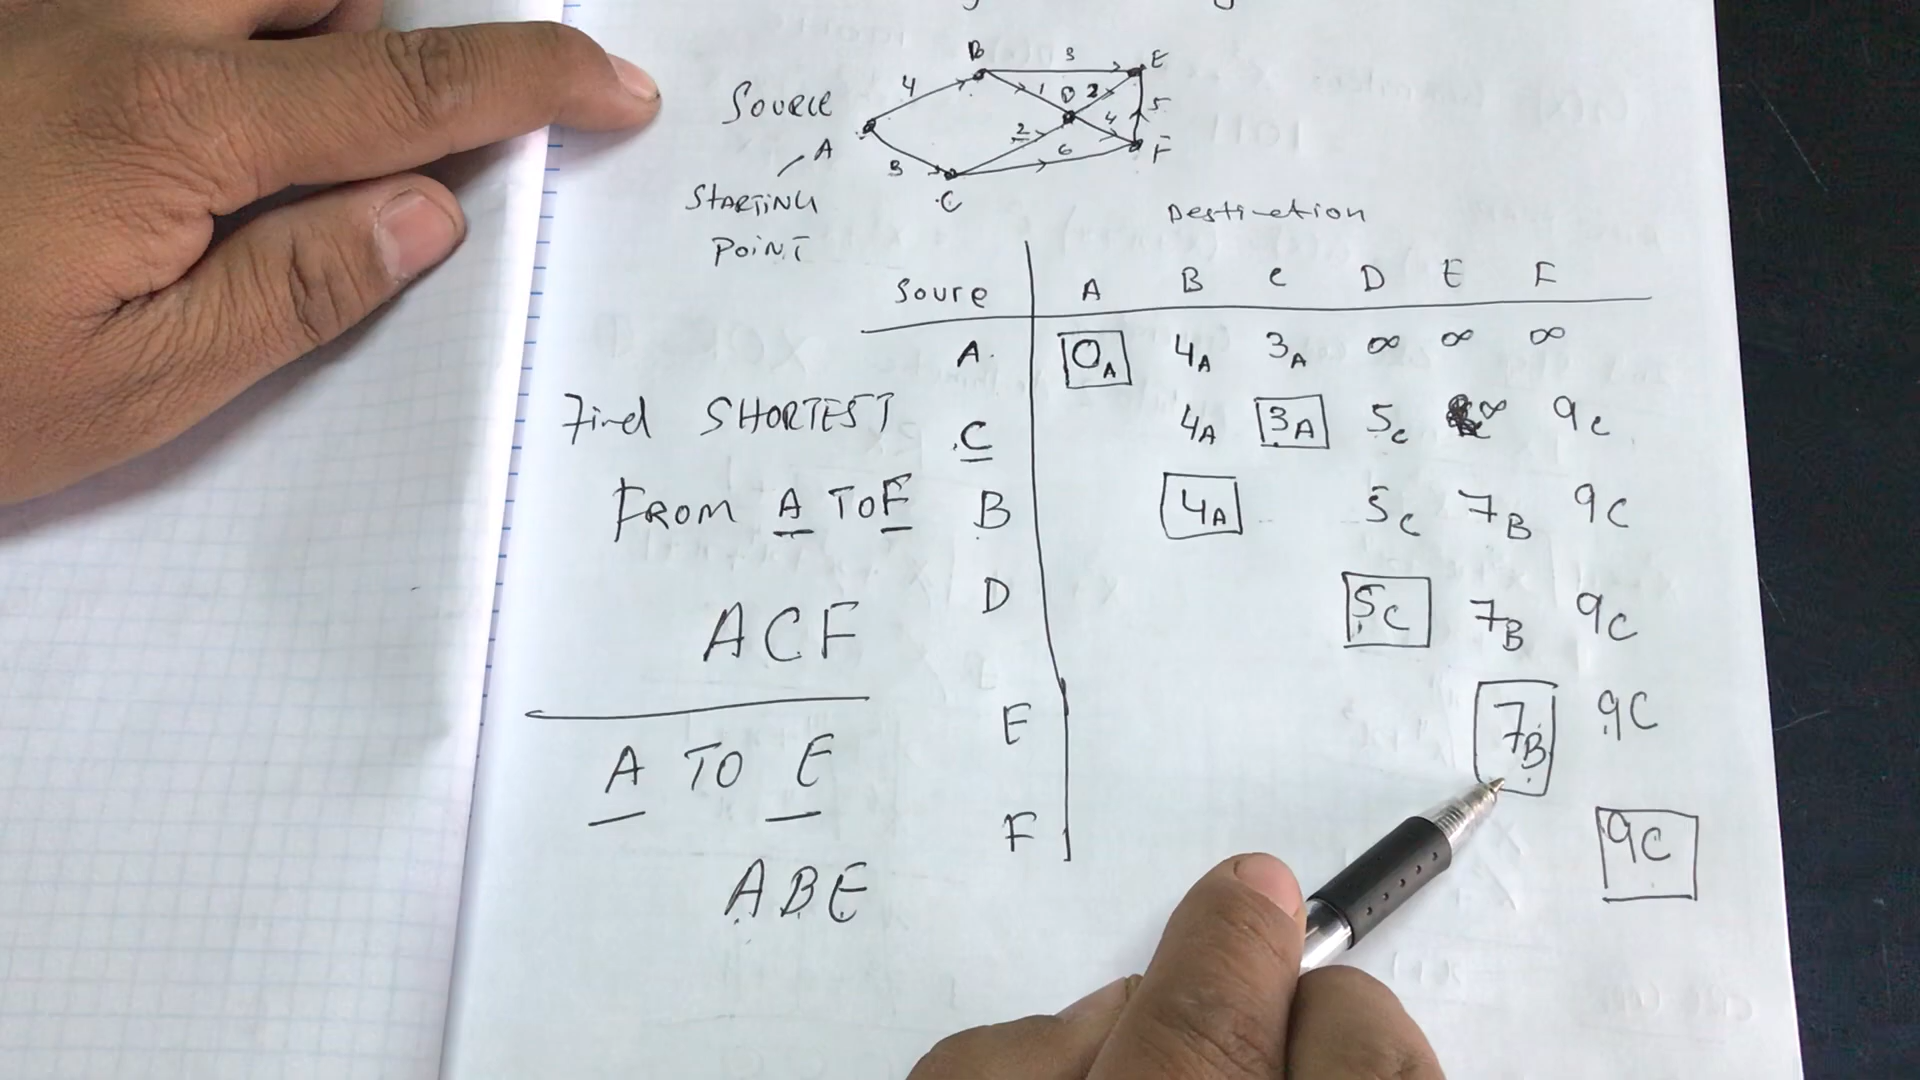 B 3 E
4 1 D 2
SOURCE
5
A 2 4
3 6 F
C
STARTING
POINT
Destination
Soure A B C D E F
A. 0A 4A 3A ∞ ∞ ∞
Find SHORTEST
C 4A 3A 5C ∞ 9C
FROM A TO F
B 4A 5C 7B 9C
D 5C 7B 9C
ACF
E 7B 9C
A TO E
F 9C
ABE